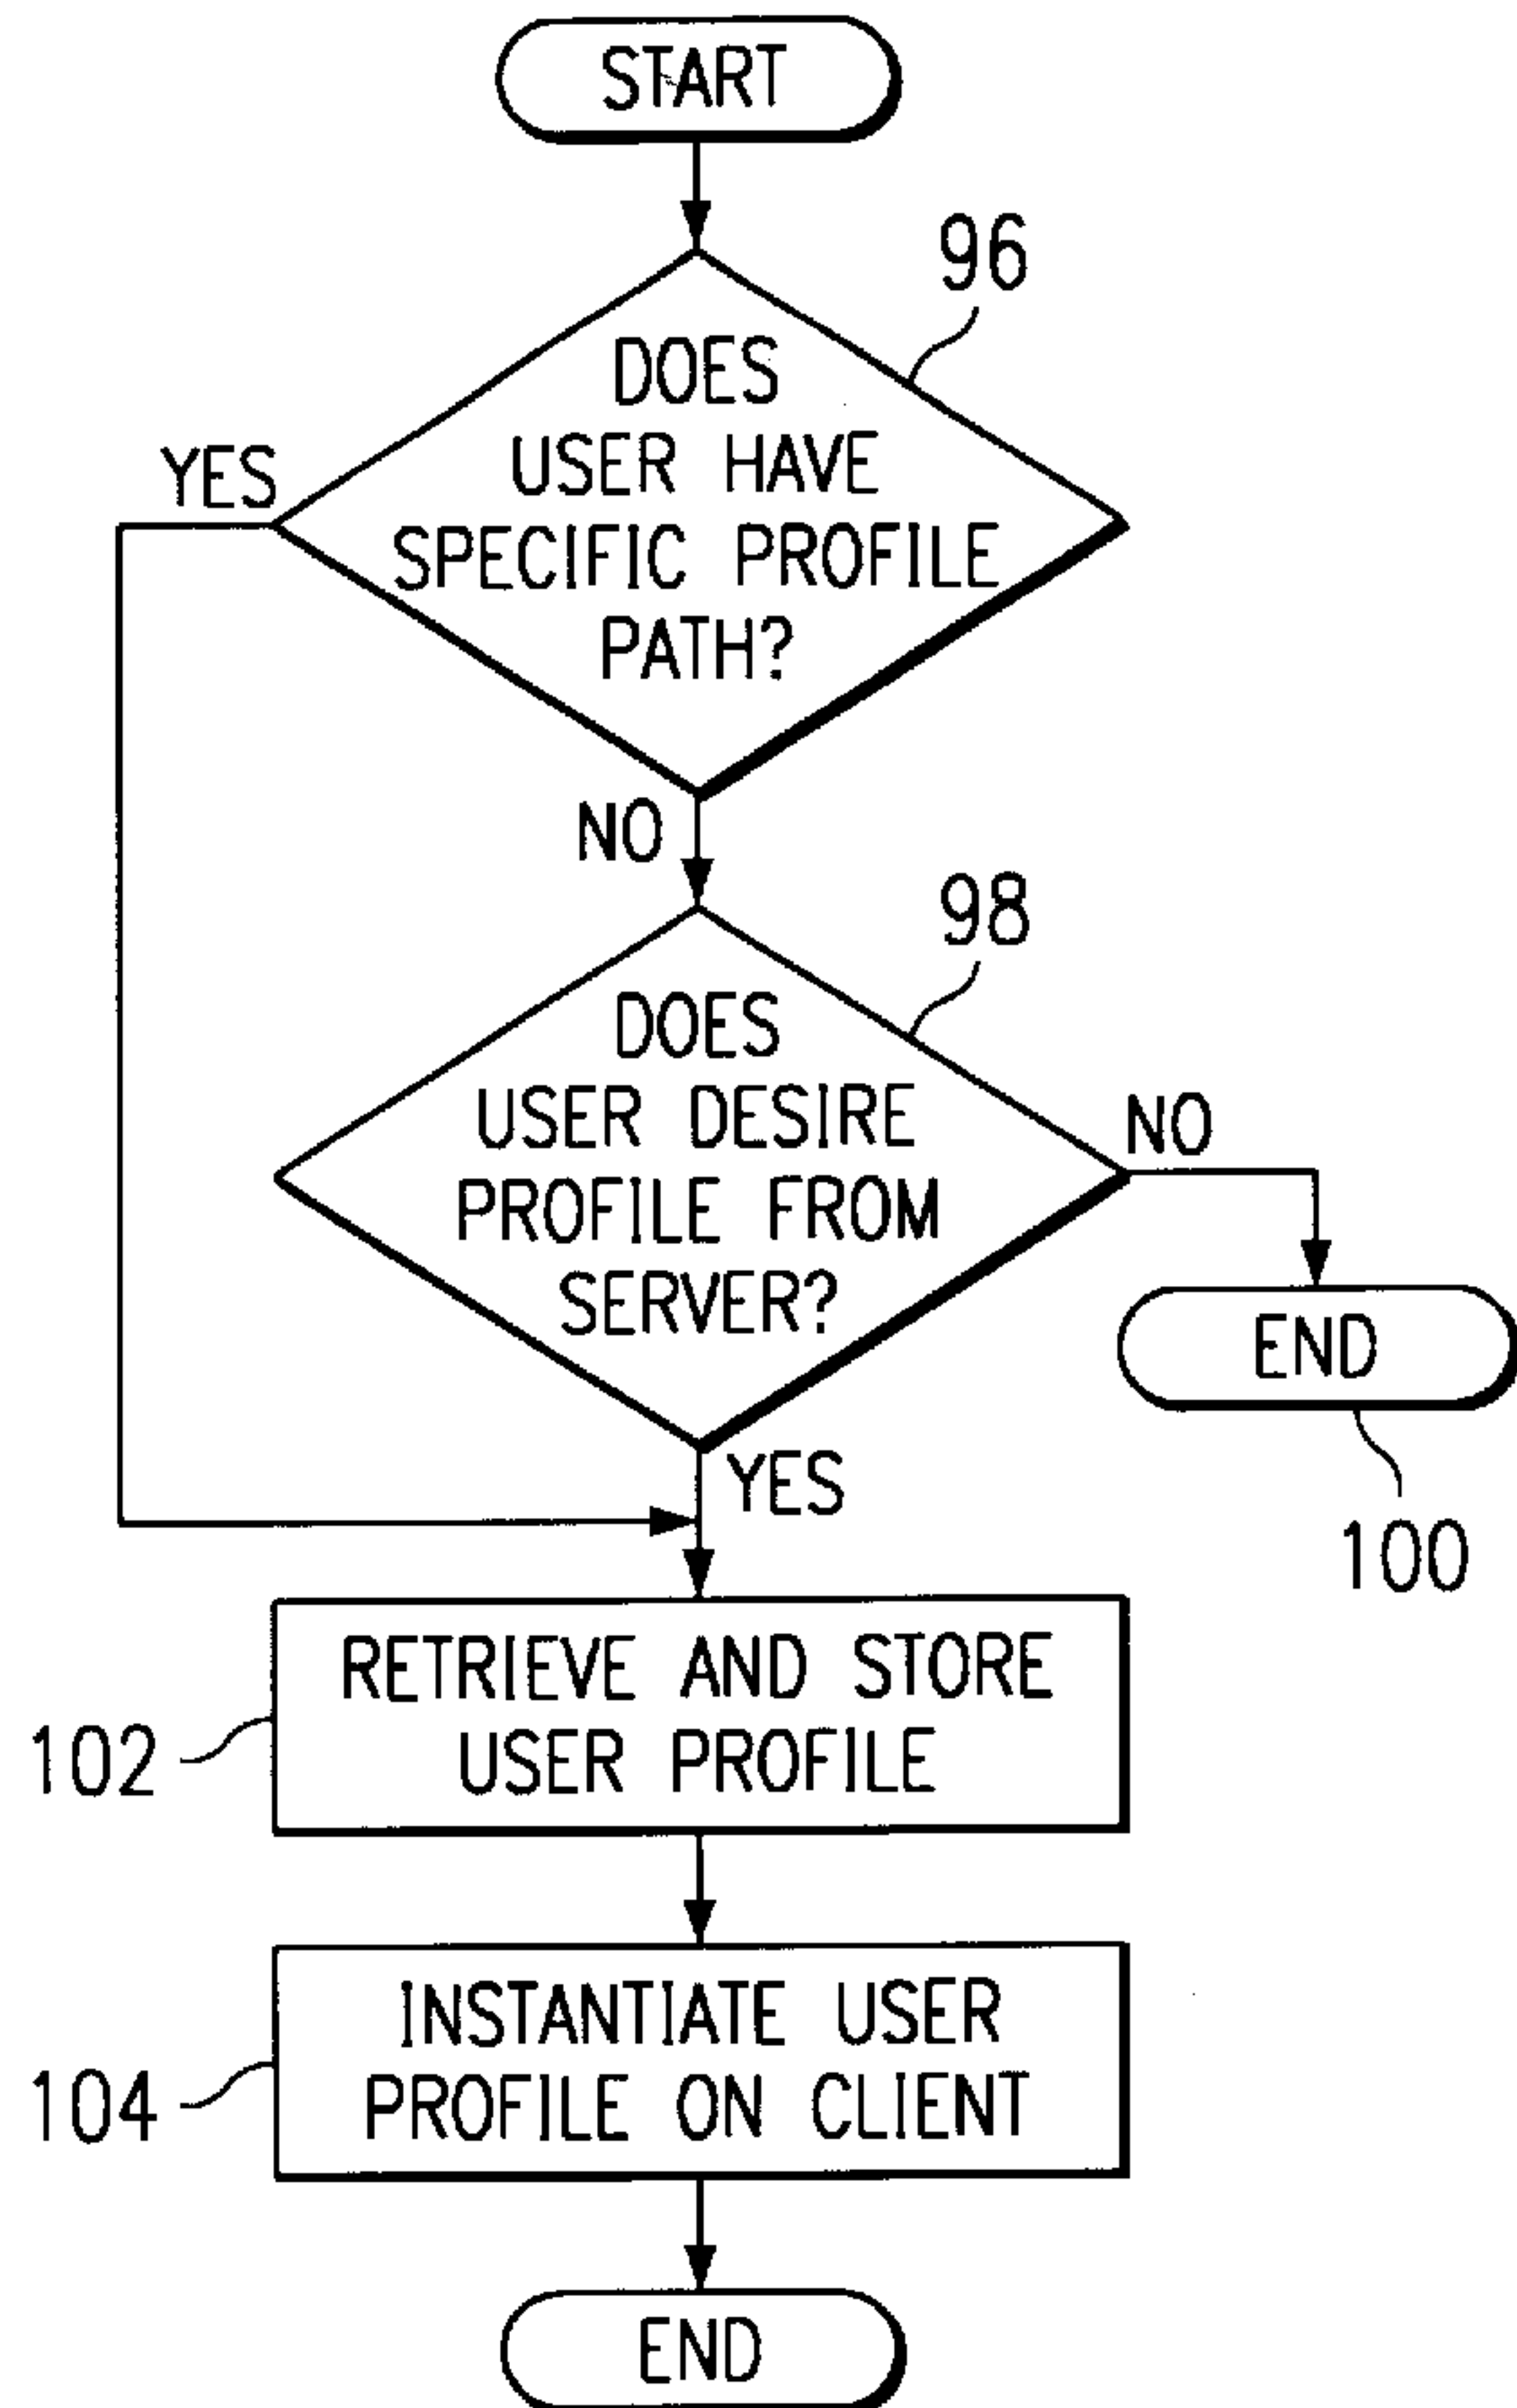 START
96
DOES
USER HAVE
SPECIFIC PROFILE
PATH?
YES
NO
98
DOES
USER DESIRE
PROFILE FROM
SERVER?
NO
END
100
YES
RETRIEVE AND STORE
USER PROFILE
102
INSTANTIATE USER
PROFILE ON CLIENT
104
END